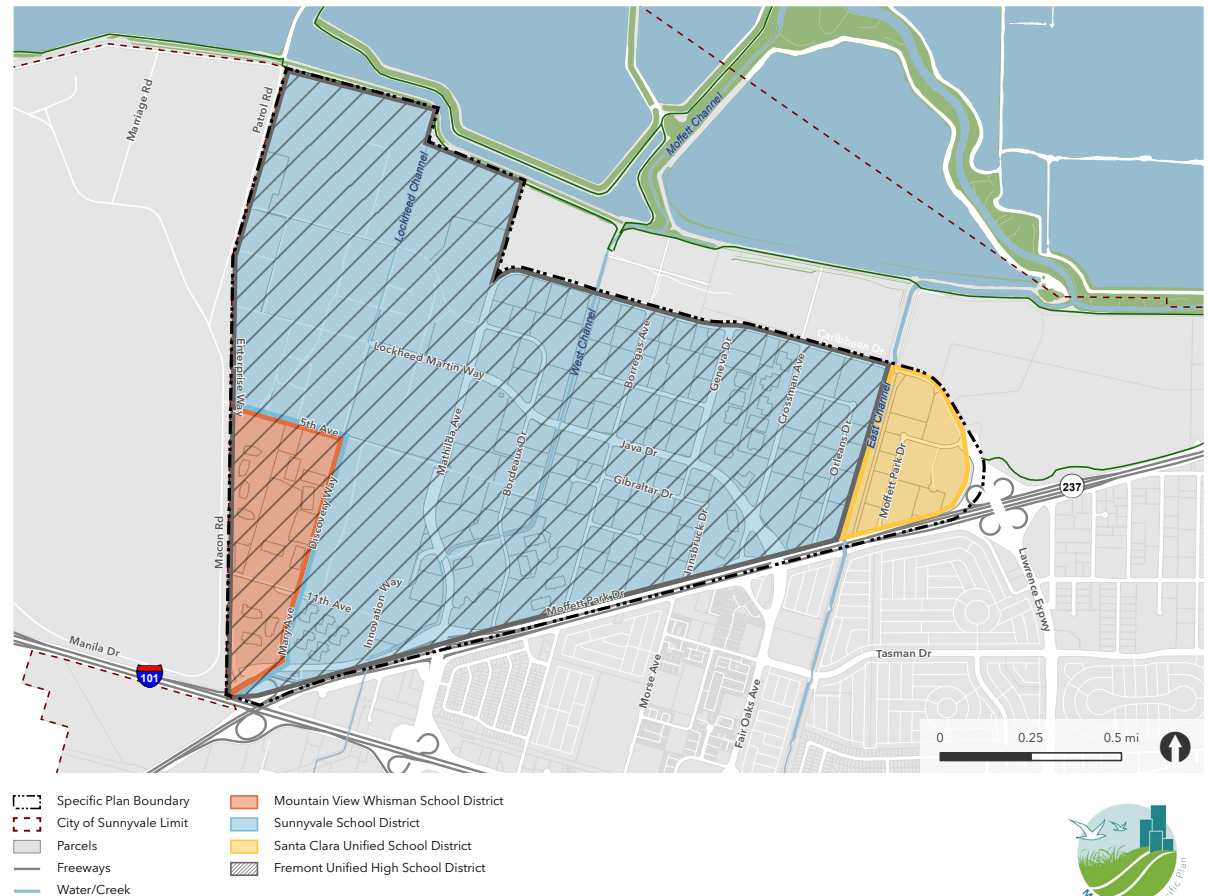 Marriage Rd
Patrol Rd
Moffett Channel
Lockheed Channel
West Channel
Caribbean Dr
Borregas Ave
Geneva Dr
Crossman Ave
Enterprise Way
Lockheed Martin Way
5th Ave
Mathilda Ave
Bordeaux Dr
Java Dr
Gibraltar Dr
Orleans Dr
East Channel
Moffett Park Dr
237
Discovery Way
Macon Rd
Innsbruck Dr
Lawrence Expwy
11th Ave
Innovation Way
Mary Ave
Moffett Park Dr
Manila Dr
101
Morse Ave
Fair Oaks Ave
Tasman Dr
0 0.25 0.5 mi
Specific Plan Boundary
City of Sunnyvale Limit
Parcels
Freeways
Water/Creek
Mountain View Whisman School District
Sunnyvale School District
Santa Clara Unified School District
Fremont Unified High School District
Plan